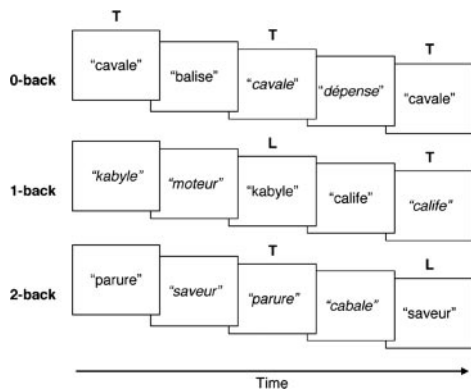 T T T
0-back "cavale" "balise" "cavale" "dépense" "cavale"
L T
1-back "kabyle" "moteur" "kabyle" "calife" "calife"
T L
2-back "parure" "saveur" "parure" "cabale" "saveur"
Time